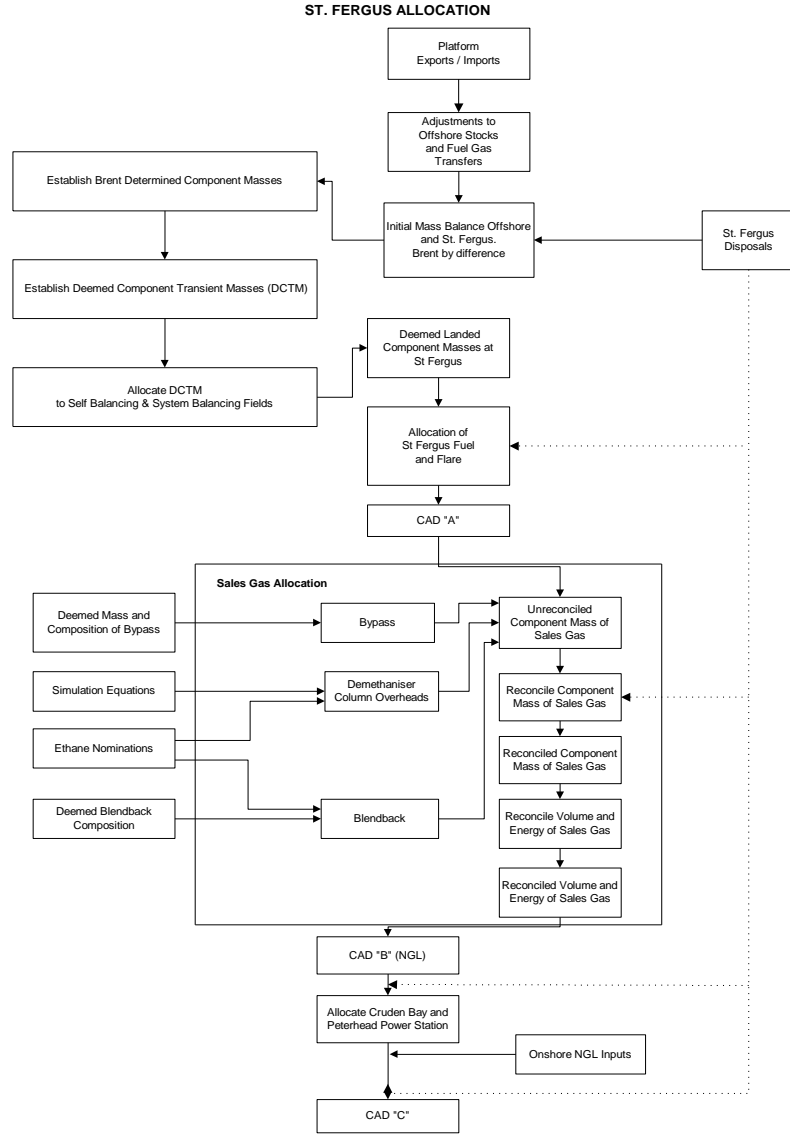 ST. FERGUS ALLOCATION
Platform
Exports / Imports
Adjustments to
Offshore Stocks
and Fuel Gas
Transfers
Establish Brent Determined Component Masses
Initial Mass Balance Offshore
and St. Fergus.
Brent by difference
St. Fergus
Disposals
Establish Deemed Component Transient Masses (DCTM)
Deemed Landed
Component Masses at
St Fergus
Allocate DCTM
to Self Balancing & System Balancing Fields
Allocation of
St Fergus Fuel
and Flare
CAD "A"
Sales Gas Allocation
Deemed Mass and
Composition of Bypass
Bypass
Unreconciled
Component Mass of
Sales Gas
Simulation Equations
Demethaniser
Column Overheads
Reconcile Component
Mass of Sales Gas
Ethane Nominations
Reconciled Component
Mass of Sales Gas
Deemed Blendback
Composition
Blendback
Reconcile Volume and
Energy of Sales Gas
Reconciled Volume and
Energy of Sales Gas
CAD "B" (NGL)
Allocate Cruden Bay and
Peterhead Power Station
Onshore NGL Inputs
CAD "C"